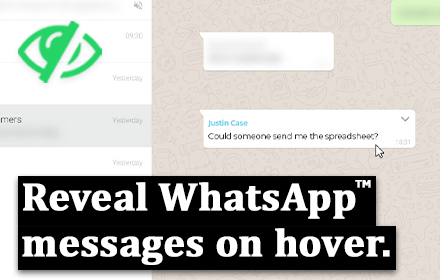 09:30
Yesterday
Justin Case
Could someone send me the spreadsheet?
10:31
mers
Yesterday
Yesterday
Reveal WhatsApp™
messages on hover.